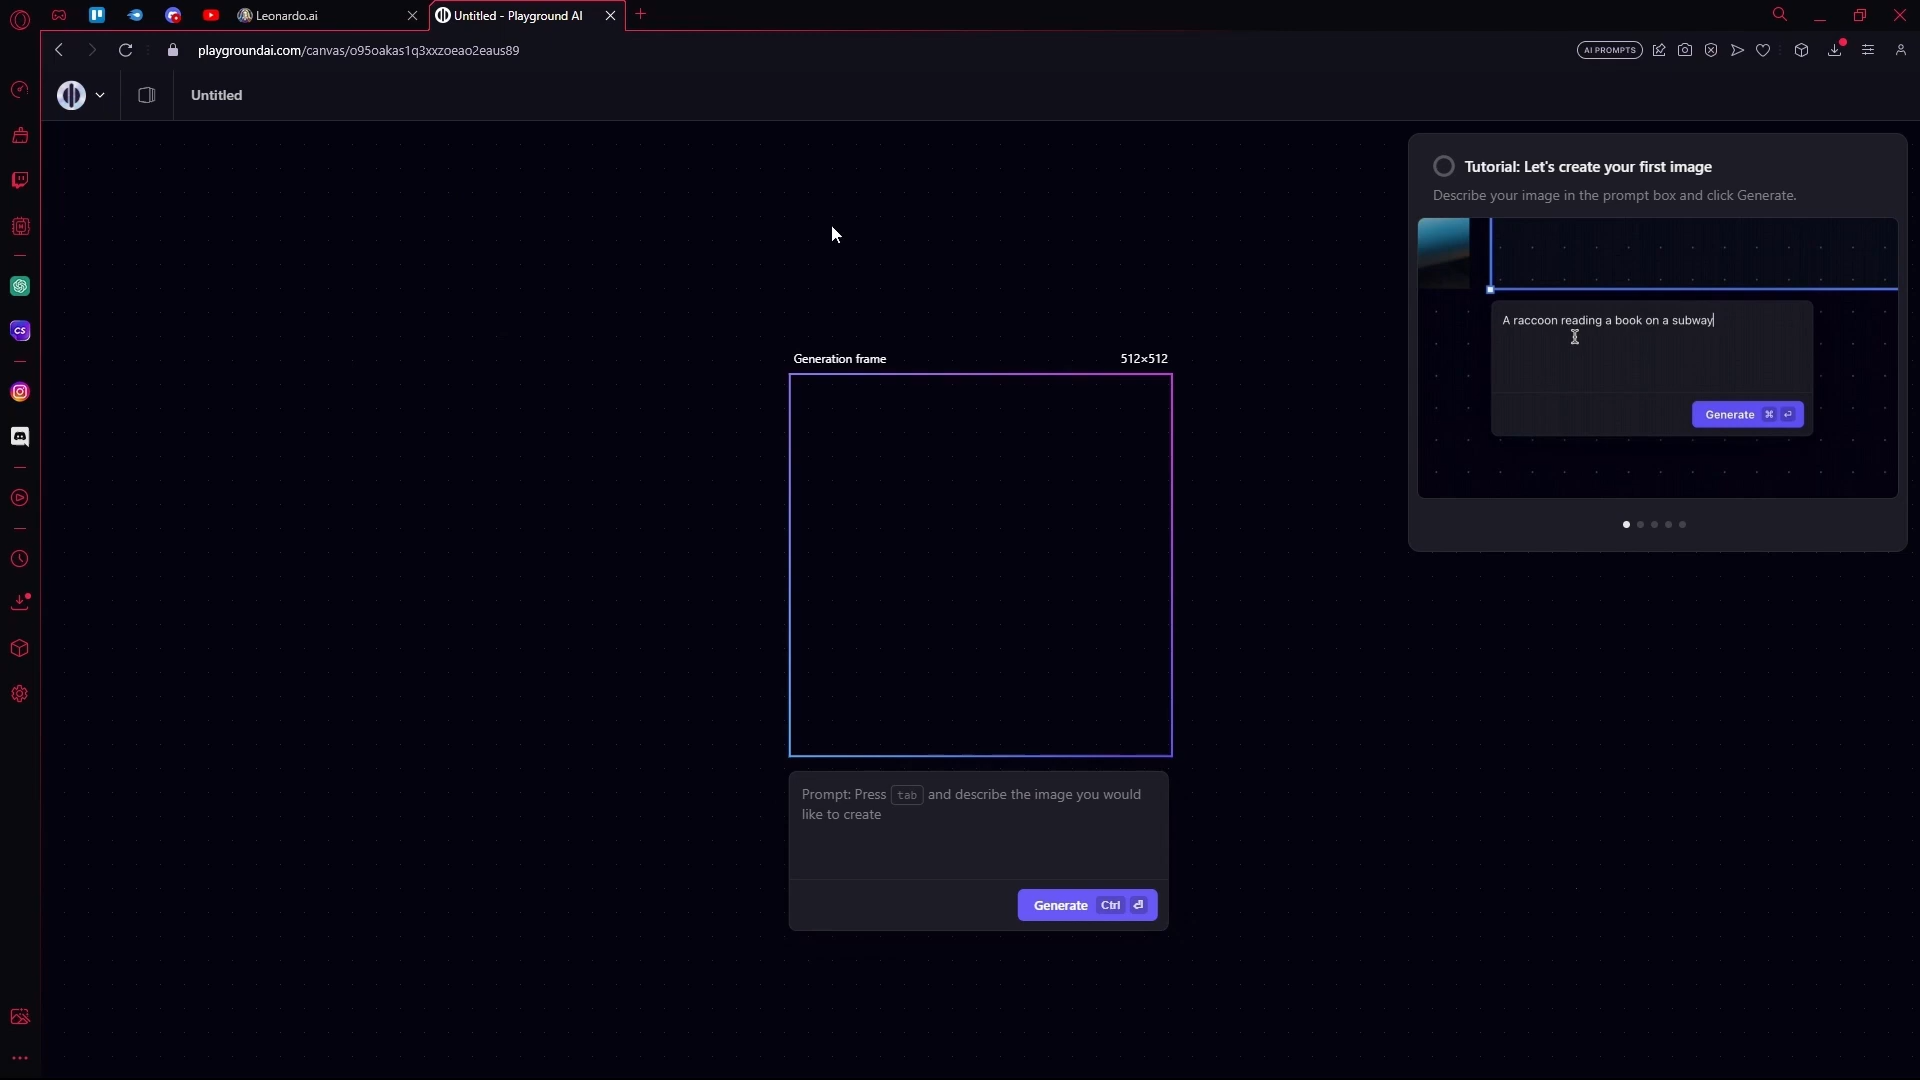 Leonardo.ai
Untitled - Playground AI
playgroundai.com/canvas/o95oakas1q3xxzoeao2eaus89
AI PROMPTS
Untitled
Tutorial: Let's create your first image
Describe your image in the prompt box and click Generate.
A raccoon reading a book on a subway
Generate ⌘ ⏎
Generation frame 512×512
Prompt: Press tab and describe the image you would
like to create
Generate Ctrl ⏎
CS